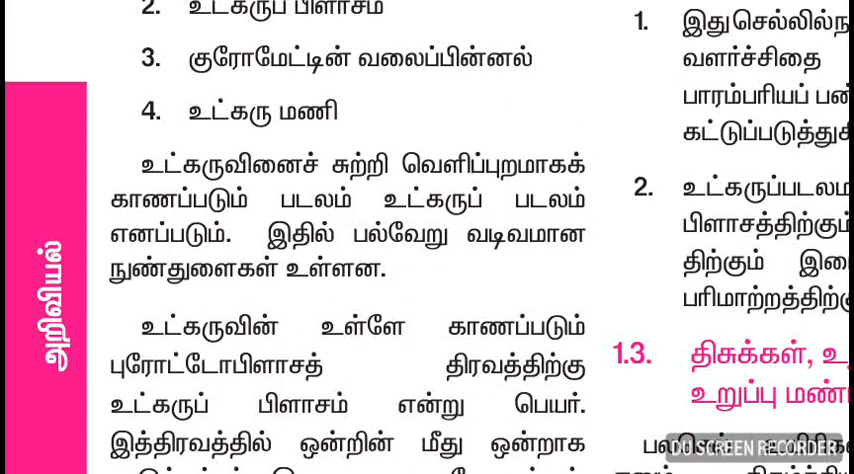 2. உட்கருப் பிளாசம்
3. குரோமேட்டின் வலைப்பின்னல்
4. உட்கரு மணி
உட்கருவினைச் சுற்றி வெளிப்புறமாகக்
காணப்படும் படலம் உட்கருப் படலம்
எனப்படும். இதில் பல்வேறு வடிவமான
நுண்துளைகள் உள்ளன.
உட்கருவின் உள்ளே காணப்படும்
புரோட்டோபிளாசத் திரவத்திற்கு
உட்கருப் பிளாசம் என்று பெயர்.
இத்திரவத்தில் ஒன்றின் மீது ஒன்றாக
அறிவியல்
1. இது செல்லில் ந
வளர்ச்சிதை
பாரம்பரியப் பண்
கட்டுப்படுத்துகி
2. உட்கருப்படலம
பிளாசத்திற்கும்
திற்கும் இடை
பரிமாற்றத்திற்கு
1.3. திசுக்கள், உறு
உறுப்பு மண்
DU SCREEN RECORDER